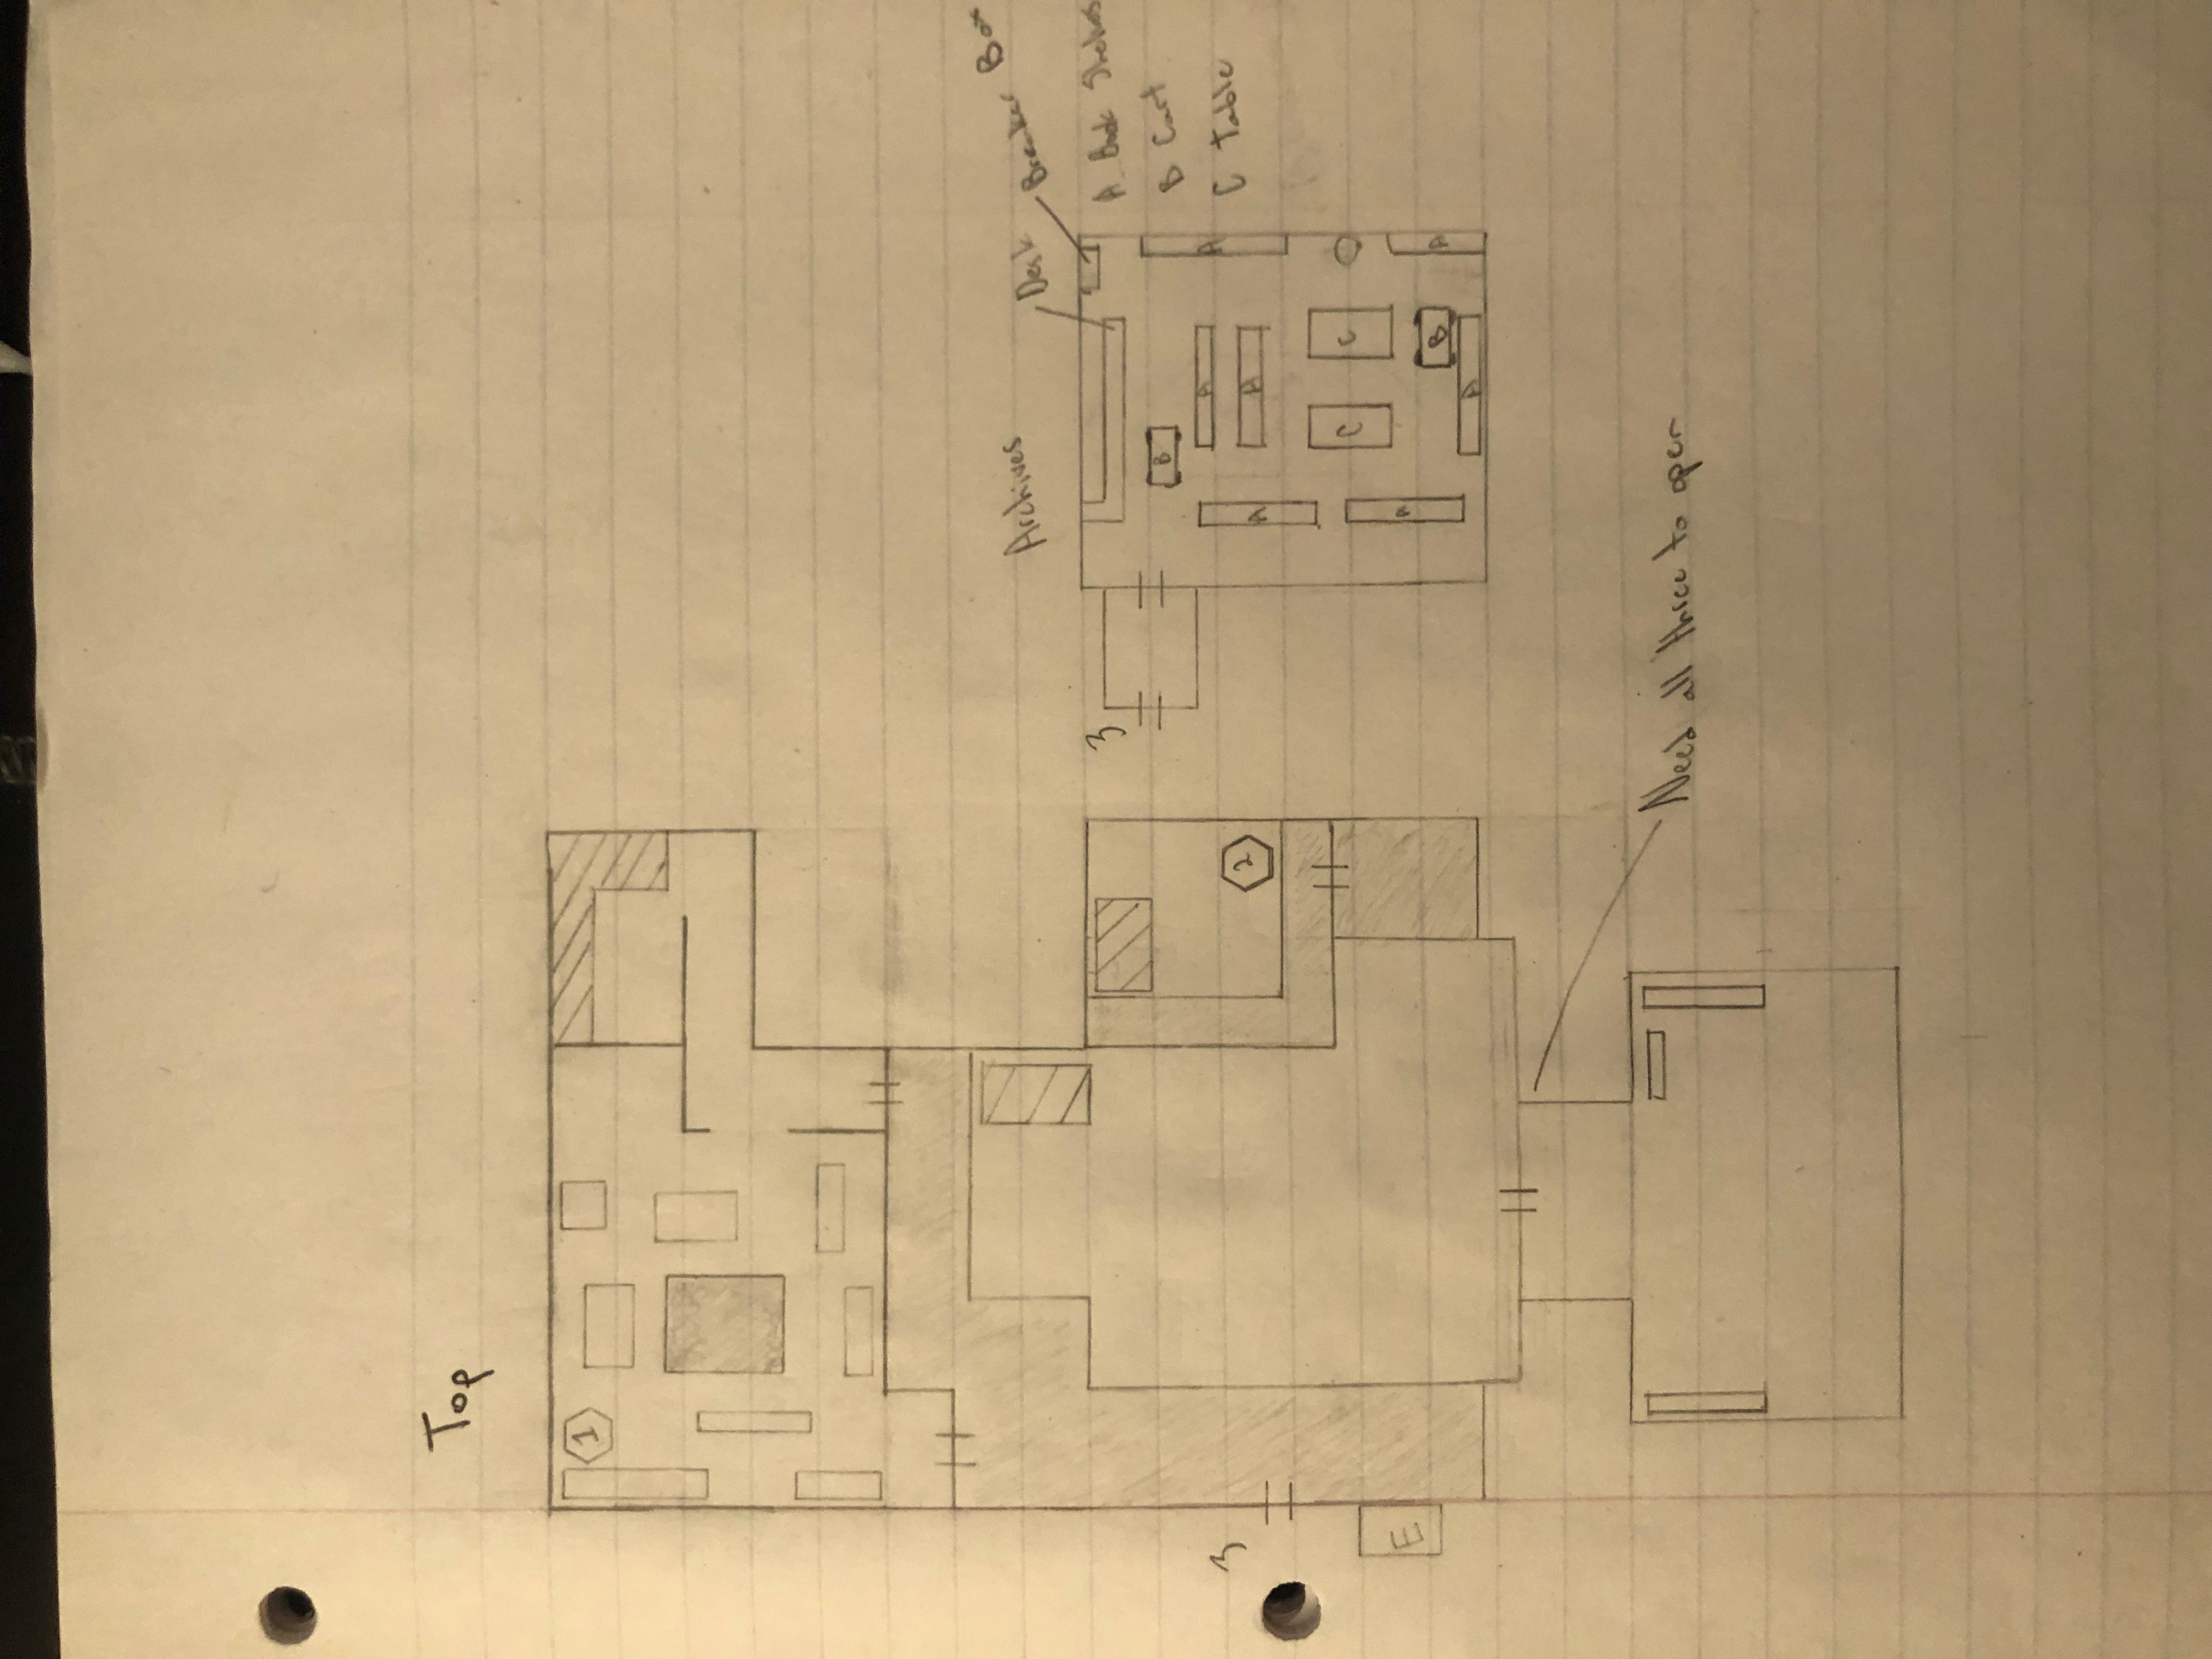 Top
1
Archives
Desk
Breaker Box
3
A Book Shelves
B
A
A
B Cart
A
A
C Table
3
2
C
C
E
A
B
A
A
Need all three to open